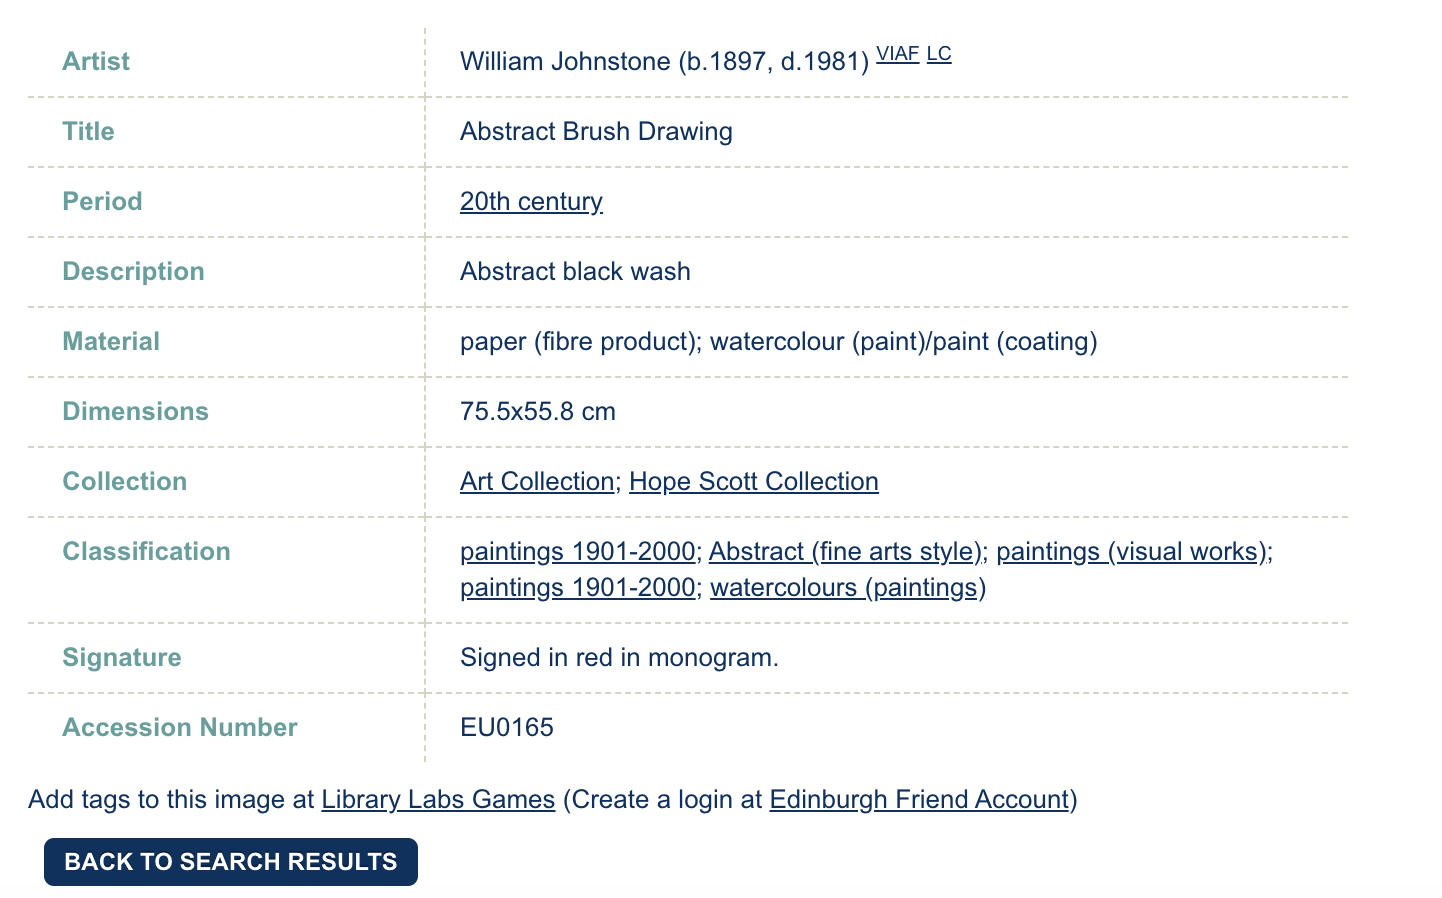 Artist William Johnstone (b.1897, d.1981) VIAF LC
Title Abstract Brush Drawing
Period 20th century
Description Abstract black wash
Material paper (fibre product); watercolour (paint)/paint (coating)
Dimensions 75.5x55.8 cm
Collection Art Collection; Hope Scott Collection
Classification paintings 1901-2000; Abstract (fine arts style); paintings (visual works);
paintings 1901-2000; watercolours (paintings)
Signature Signed in red in monogram.
Accession Number EU0165
Add tags to this image at Library Labs Games (Create a login at Edinburgh Friend Account)
BACK TO SEARCH RESULTS